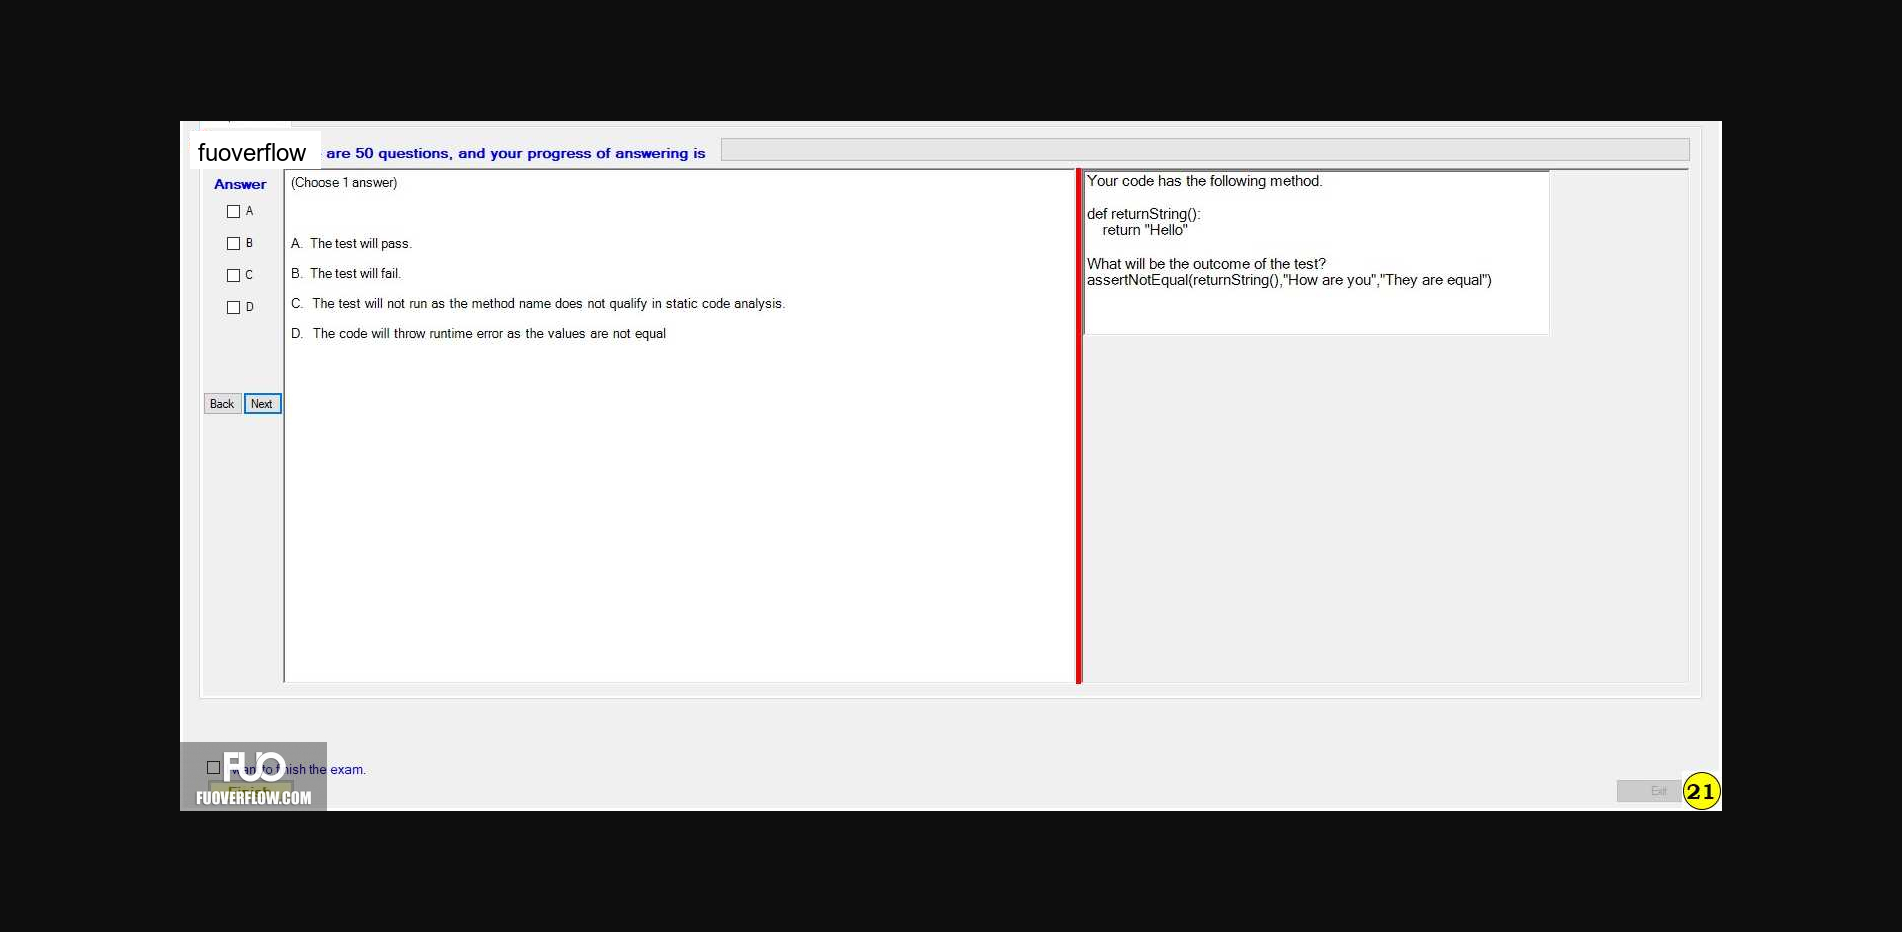 fuoverflow are 50 questions, and your progress of answering is
Answer
A
B
C
D
Back Next
(Choose 1 answer)
A. The test will pass.
B. The test will fail.
C. The test will not run as the method name does not qualify in static code analysis.
D. The code will throw runtime error as the values are not equal
Your code has the following method.
def returnString():
return "Hello"
What will be the outcome of the test?
assertNotEqual(returnString(),"How are you","They are equal")
want to finish the exam.
Finish
FUO
FUOVERFLOW.COM
Exit
21